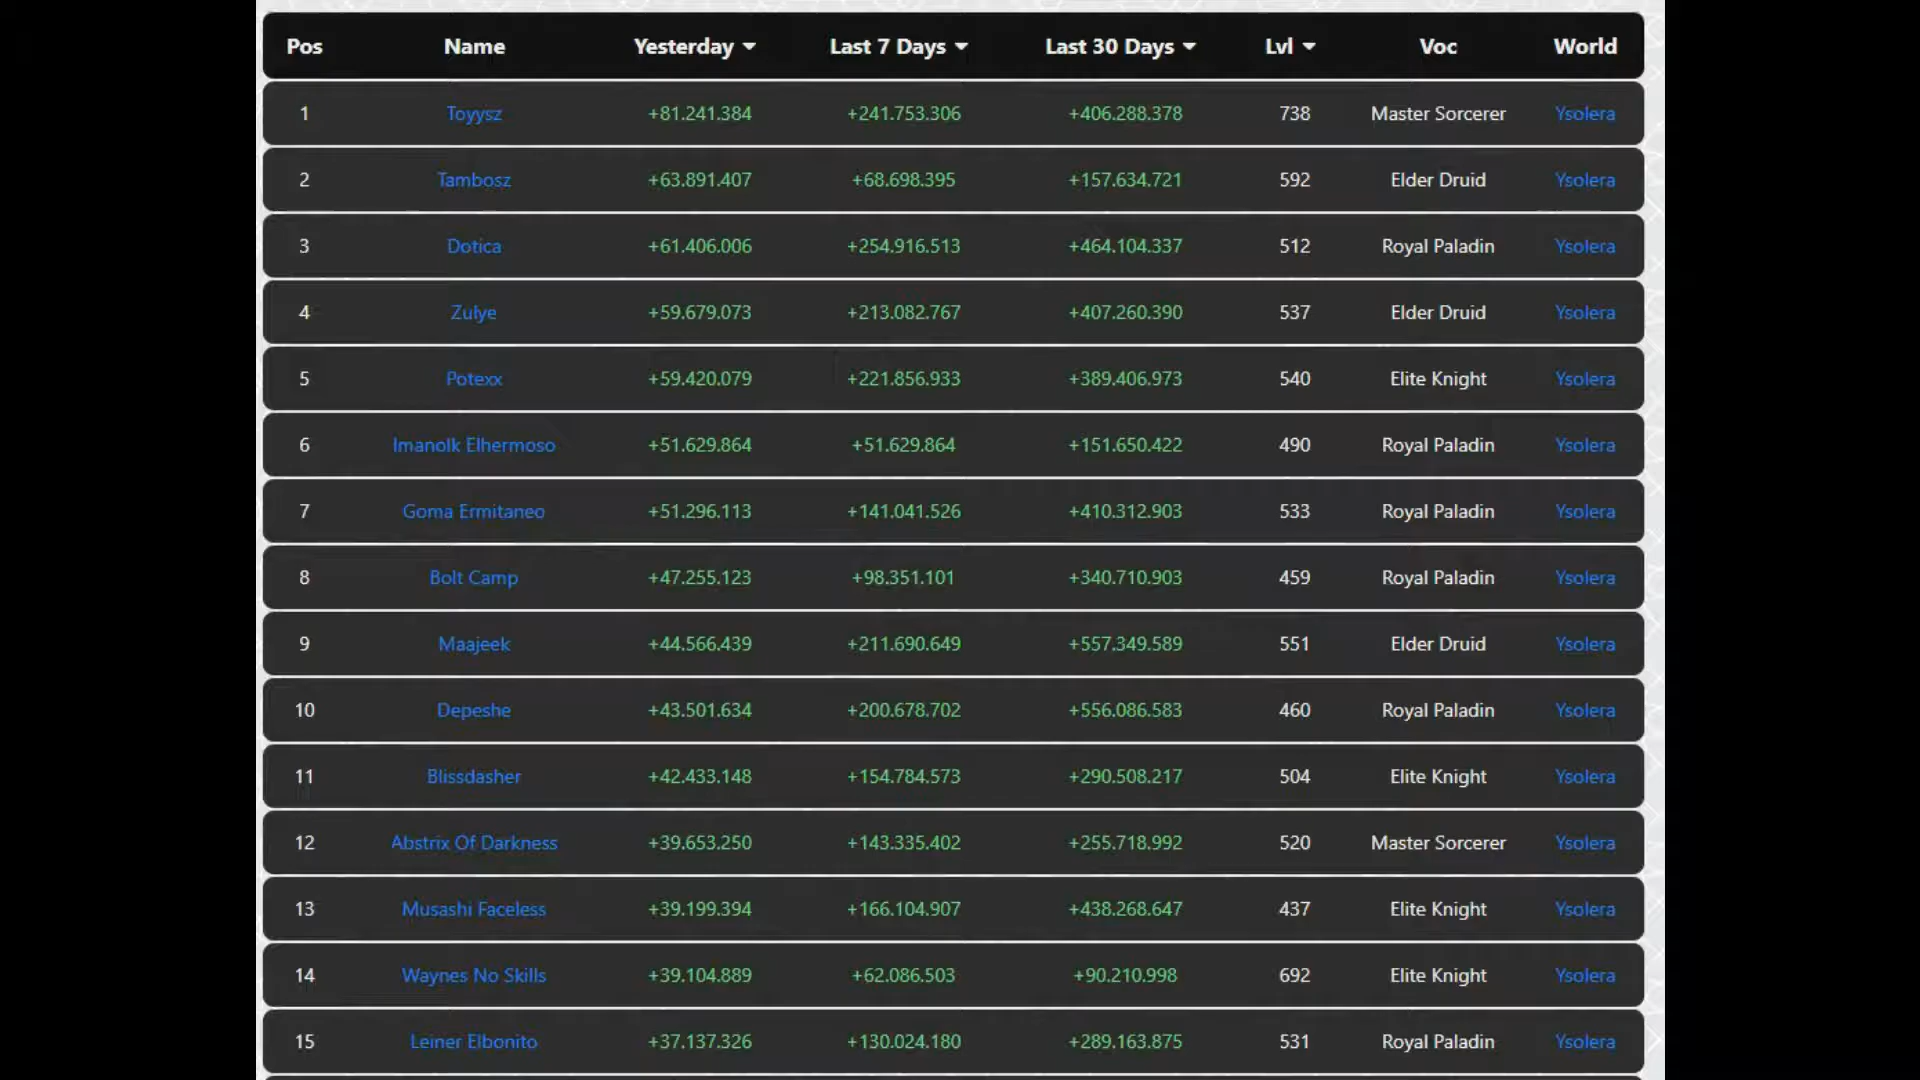 Pos Name Yesterday Last 7 Days Last 30 Days Lvl Voc World
1 Toyysz +81.241.384 +241.753.306 +406.288.378 738 Master Sorcerer Ysolera
2 Tambosz +63.891.407 +68.698.395 +157.634.721 592 Elder Druid Ysolera
3 Dotica +61.406.006 +254.916.513 +464.104.337 512 Royal Paladin Ysolera
4 Zulye +59.679.073 +213.082.767 +407.260.390 537 Elder Druid Ysolera
5 Potexx +59.420.079 +221.856.933 +389.406.973 540 Elite Knight Ysolera
6 Imanolk Elhermoso +51.629.864 +51.629.864 +151.650.422 490 Royal Paladin Ysolera
7 Goma Ermitaneo +51.296.113 +141.041.526 +410.312.903 533 Royal Paladin Ysolera
8 Bolt Camp +47.255.123 +98.351.101 +340.710.903 459 Royal Paladin Ysolera
9 Maajeek +44.566.439 +211.690.649 +557.349.589 551 Elder Druid Ysolera
10 Depeshe +43.501.634 +200.678.702 +556.086.583 460 Royal Paladin Ysolera
11 Blissdasher +42.433.148 +154.784.573 +290.508.217 504 Elite Knight Ysolera
12 Abstrix Of Darkness +39.653.250 +143.335.402 +255.718.992 520 Master Sorcerer Ysolera
13 Musashi Faceless +39.199.394 +166.104.907 +438.268.647 437 Elite Knight Ysolera
14 Waynes No Skills +39.104.889 +62.086.503 +90.210.998 692 Elite Knight Ysolera
15 Leiner Elbonito +37.137.326 +130.024.180 +289.163.875 531 Royal Paladin Ysolera